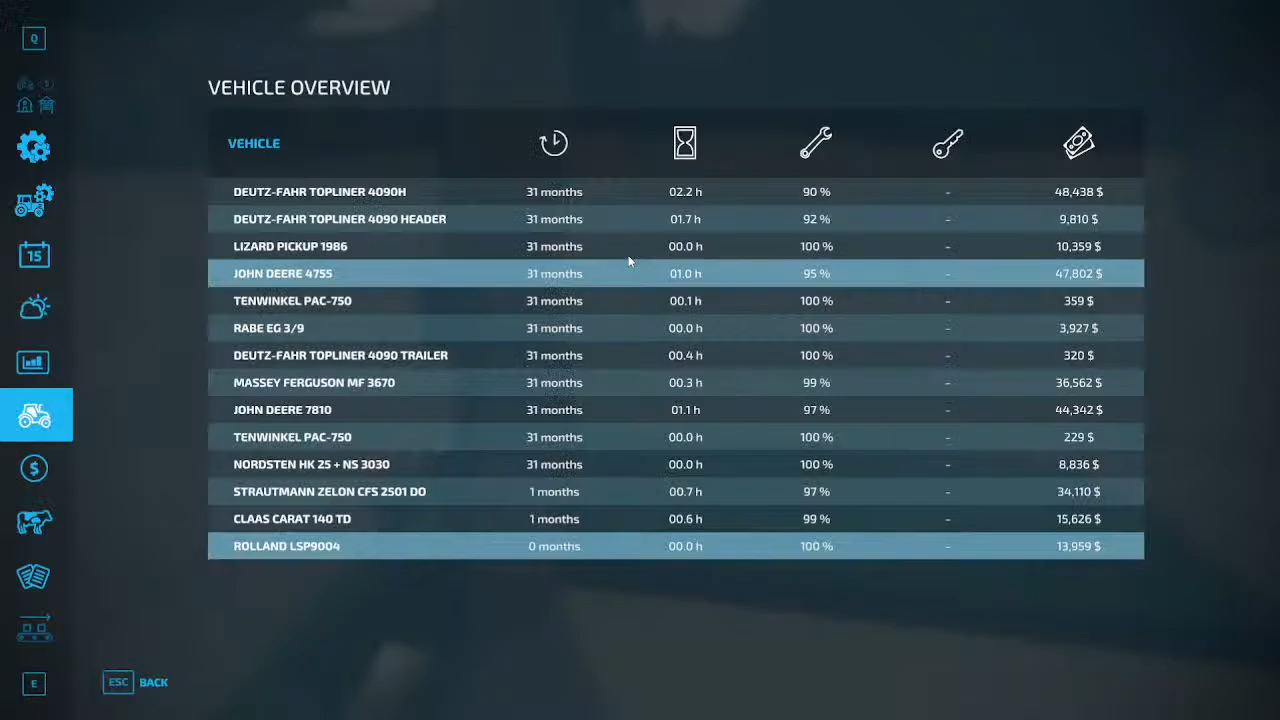 Q
VEHICLE OVERVIEW
VEHICLE
DEUTZ-FAHR TOPLINER 4090H 31 months 02.2 h 90 % - 48,438 $
DEUTZ-FAHR TOPLINER 4090 HEADER 31 months 01.7 h 92 % - 9,810 $
LIZARD PICKUP 1986 31 months 00.0 h 100 % - 10,359 $
JOHN DEERE 4755 31 months 01.0 h 95 % - 47,802 $
TENWINKEL PAC-750 31 months 00.1 h 100 % - 359 $
RABE EG 3/9 31 months 00.0 h 100 % - 3,927 $
DEUTZ-FAHR TOPLINER 4090 TRAILER 31 months 00.4 h 100 % - 320 $
MASSEY FERGUSON MF 3670 31 months 00.3 h 99 % - 36,562 $
JOHN DEERE 7810 31 months 01.1 h 97 % - 44,342 $
TENWINKEL PAC-750 31 months 00.0 h 100 % - 229 $
NORDSTEN HK 25 + NS 3030 31 months 00.0 h 100 % - 8,836 $
STRAUTMANN ZELON CFS 2501 DO 1 months 00.7 h 97 % - 34,110 $
CLAAS CARAT 140 TD 1 months 00.6 h 99 % - 15,626 $
ROLLAND LSP9004 0 months 00.0 h 100 % - 13,959 $
15
$
E
ESC BACK